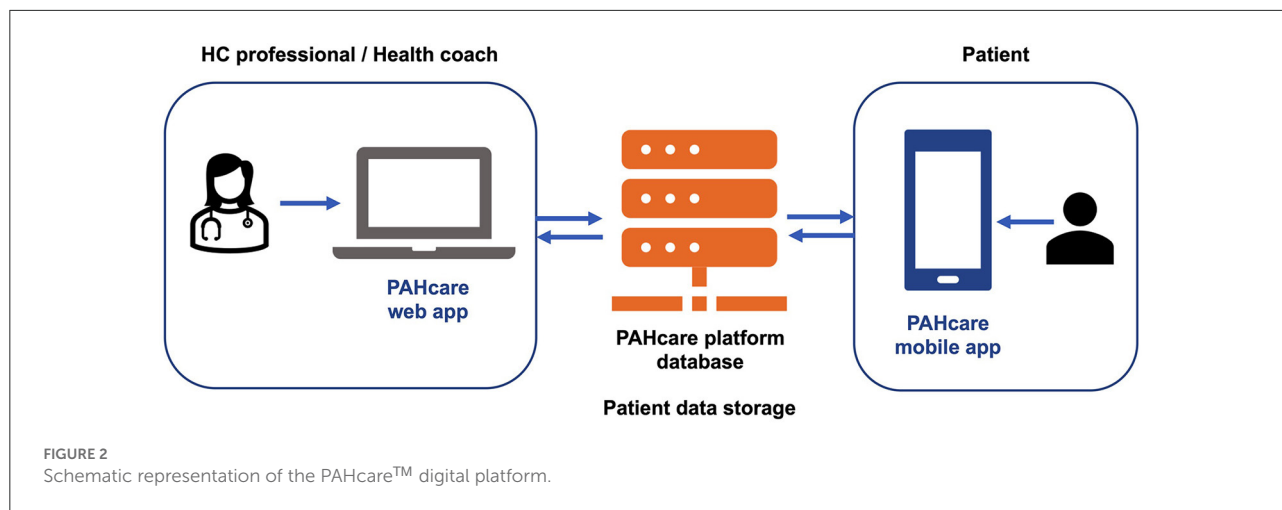 HC professional / Health coach
Patient
PAHcare
web app
PAHcare platform
database
Patient data storage
PAHcare
mobile app
FIGURE 2
Schematic representation of the PAHcare™ digital platform.